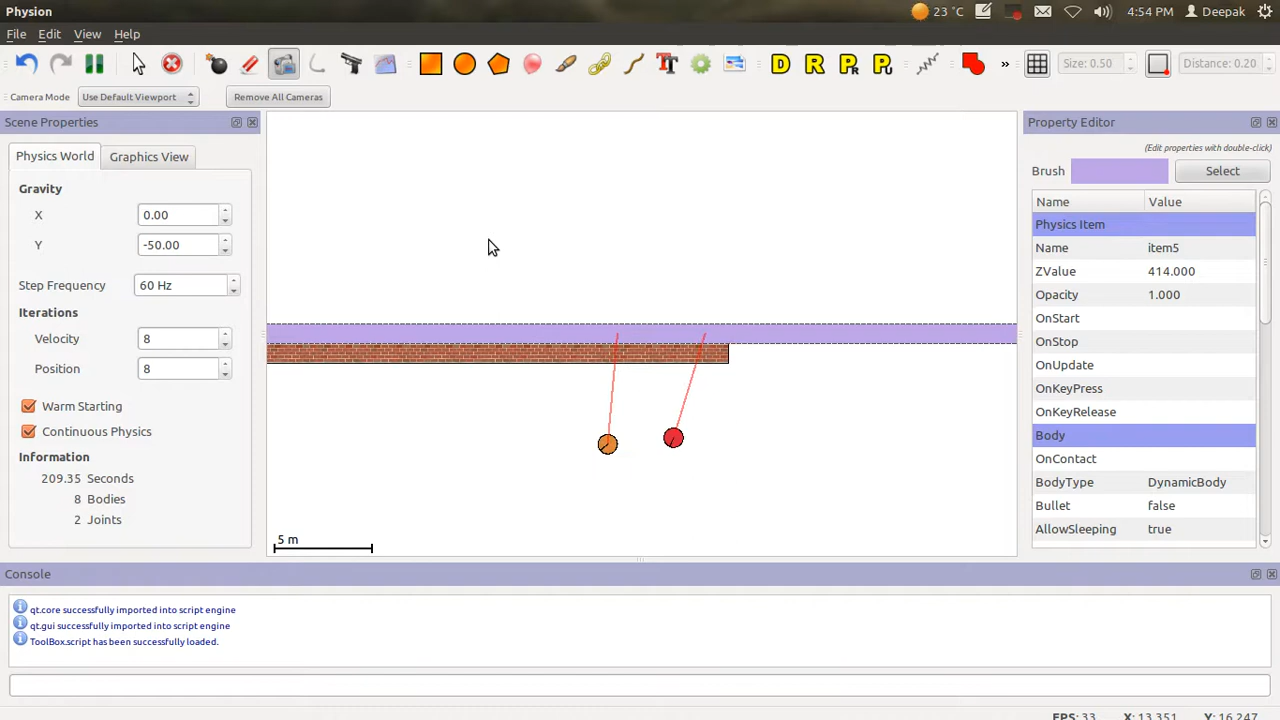 Physion
23 °C
4:54 PM
Deepak
File Edit View Help
TT
D R PR PU
»
Size: 0.50
Distance: 0.20
Camera Mode
Use Default Viewport
Remove All Cameras
Scene Properties
Physics World
Graphics View
Gravity
X 0.00
Y -50.00
Step Frequency 60 Hz
Iterations
Velocity 8
Position 8
Warm Starting
Continuous Physics
Information
209.35 Seconds
8 Bodies
2 Joints
5 m
Property Editor
(Edit properties with double-click)
Brush
Select
Name Value
Physics Item
Name item5
ZValue 414.000
Opacity 1.000
OnStart
OnStop
OnUpdate
OnKeyPress
OnKeyRelease
Body
OnContact
BodyType DynamicBody
Bullet false
AllowSleeping true
Console
qt.core successfully imported into script engine
qt.gui successfully imported into script engine
ToolBox.script has been successfully loaded.
FPS: 33 X: 13.351 Y: 16.247